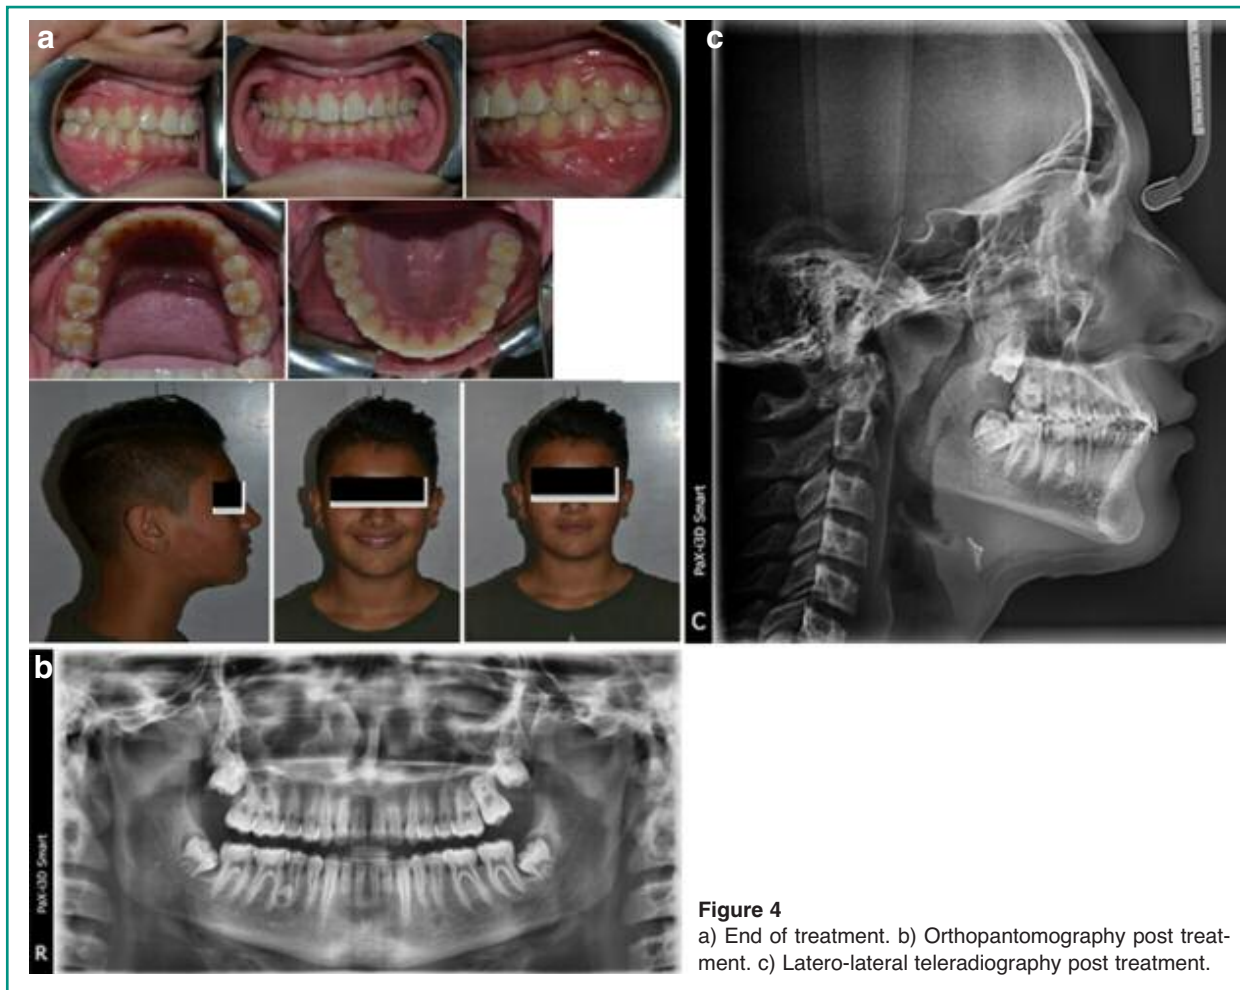 a
c
PaX-i3D Smart
C
b
PaX-i3D Smart
R
Figure 4
a) End of treatment. b) Orthopantomography post treat-
ment. c) Latero-lateral teleradiography post treatment.